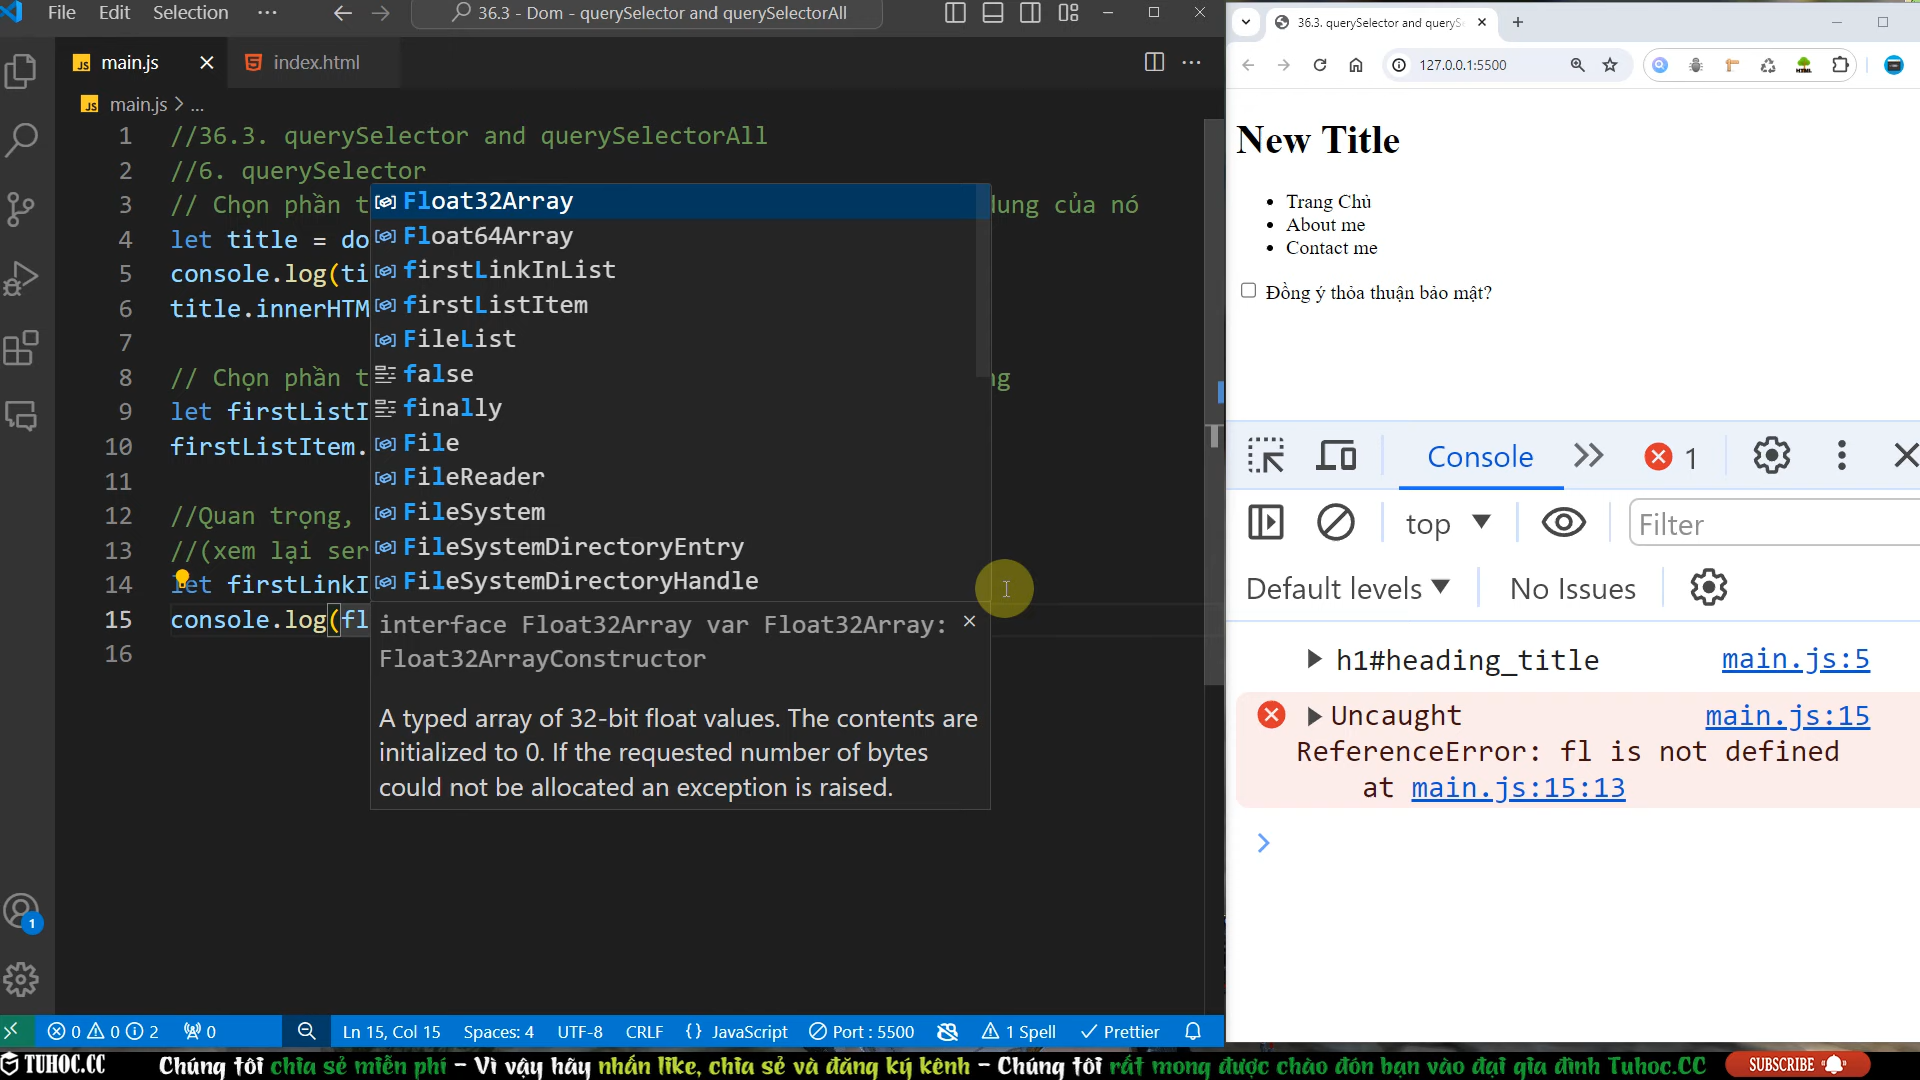 File Edit Selection ··· 36.3 - Dom - querySelector and querySelectorAll
main.js index.html
main.js > ...
1 //36.3. querySelector and querySelectorAll
2 //6. querySelector
3 // Chọn phần t dung của nó
4 let title = do
5 console.log(ti
6 title.innerHTM
7
8 // Chọn phần t ng
9 let firstListI
10 firstListItem.
11
12 //Quan trọng,
13 //(xem lại ser
14 let firstLinkI
15 console.log(fl
16
Float32Array
Float64Array
firstLinkInList
firstListItem
FileList
false
finally
File
FileReader
FileSystem
FileSystemDirectoryEntry
FileSystemDirectoryHandle
interface Float32Array var Float32Array:
Float32ArrayConstructor
A typed array of 32-bit float values. The contents are
initialized to 0. If the requested number of bytes
could not be allocated an exception is raised.
1
0 0 2 0 Ln 15, Col 15 Spaces: 4 UTF-8 CRLF {} JavaScript Port : 5500 1 Spell Prettier
36.3. querySelector and queryS
127.0.0.1:5500
New Title
Trang Chủ
About me
Contact me
Đồng ý thỏa thuận bảo mật?
Console 1
top Filter
Default levels No Issues
h1#heading_title main.js:5
Uncaught main.js:15
ReferenceError: fl is not defined
at main.js:15:13
TUHOC.CC Chúng tôi chia sẻ miễn phí – Vì vậy hãy nhấn like, chia sẻ và đăng ký kênh – Chúng tôi rất mong được chào đón bạn vào đại gia đình Tuhoc.CC SUBSCRIBE